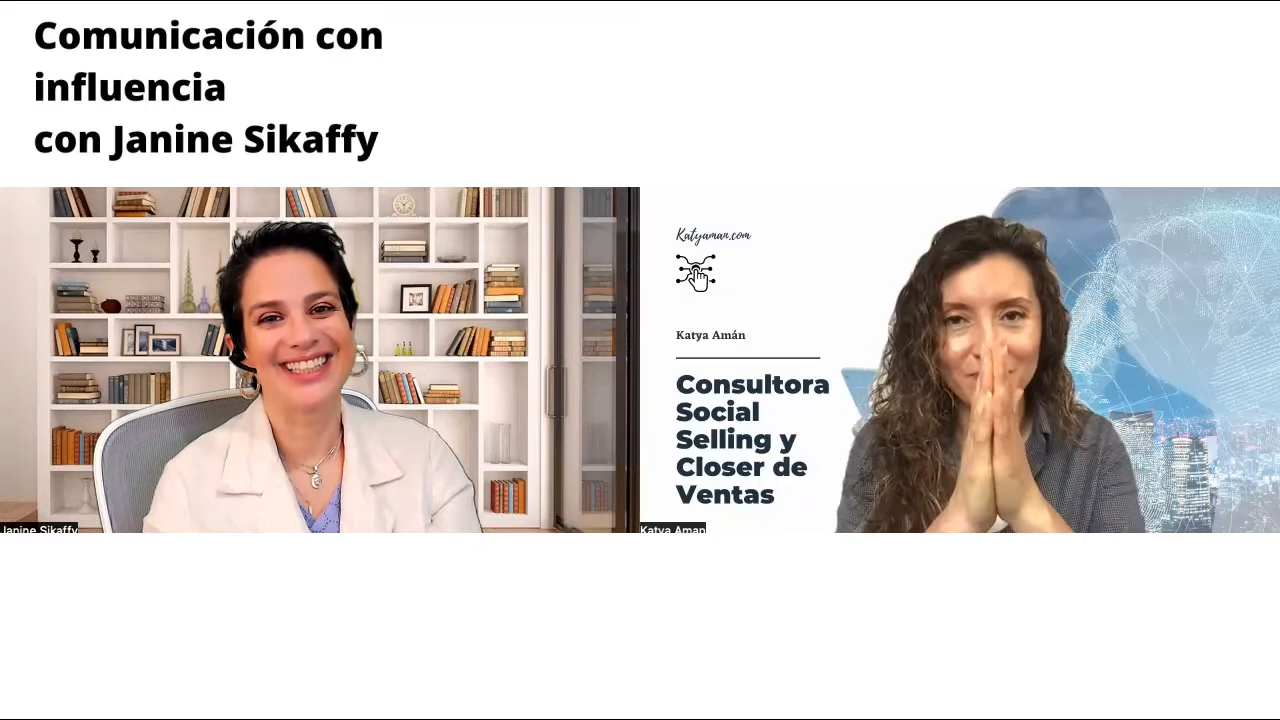 Comunicación con
influencia
con Janine Sikaffy
Katyaman.com
Katya Amán
Consultora
Social
Selling y
Closer de
Ventas
Janine Sikaffy
Katya Aman